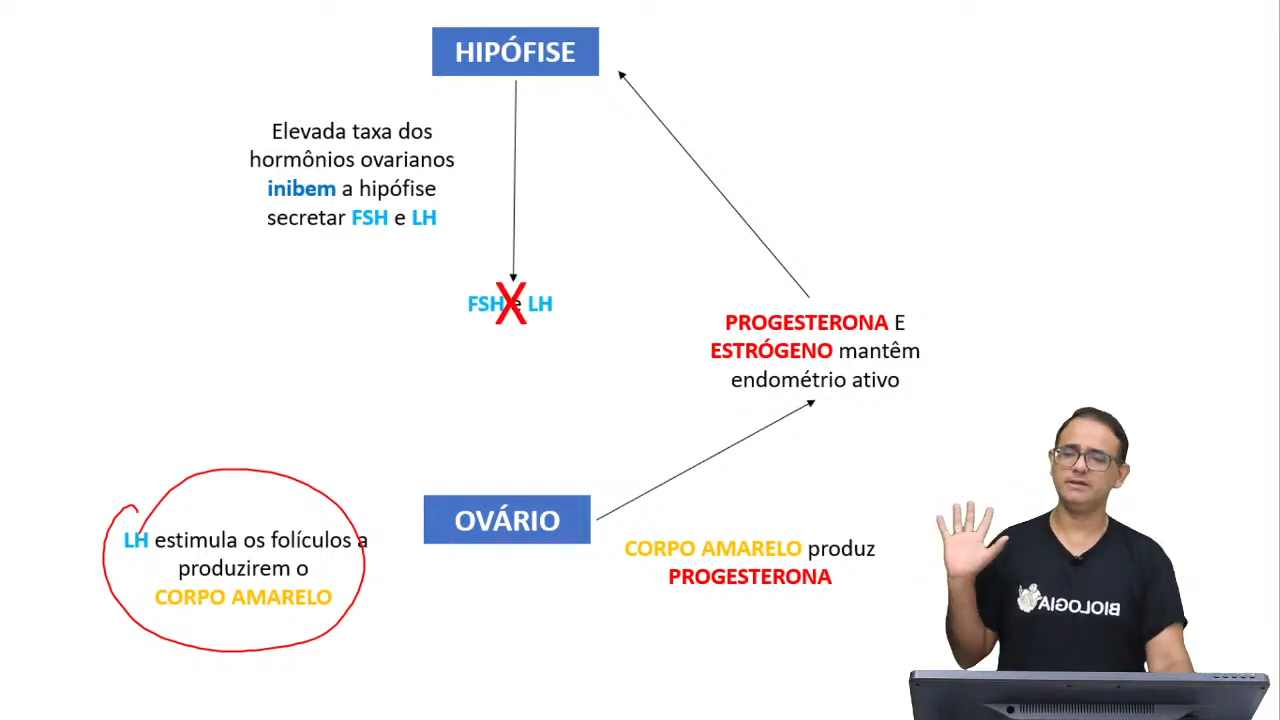 HIPÓFISE
Elevada taxa dos
hormônios ovarianos
inibem a hipófise
secretar FSH e LH
FSH e LH
PROGESTERONA E
ESTRÓGENO mantêm
endométrio ativo
OVÁRIO
LH estimula os folículos a
produzirem o
CORPO AMARELO
CORPO AMARELO produz
PROGESTERONA
BIOLOGIA